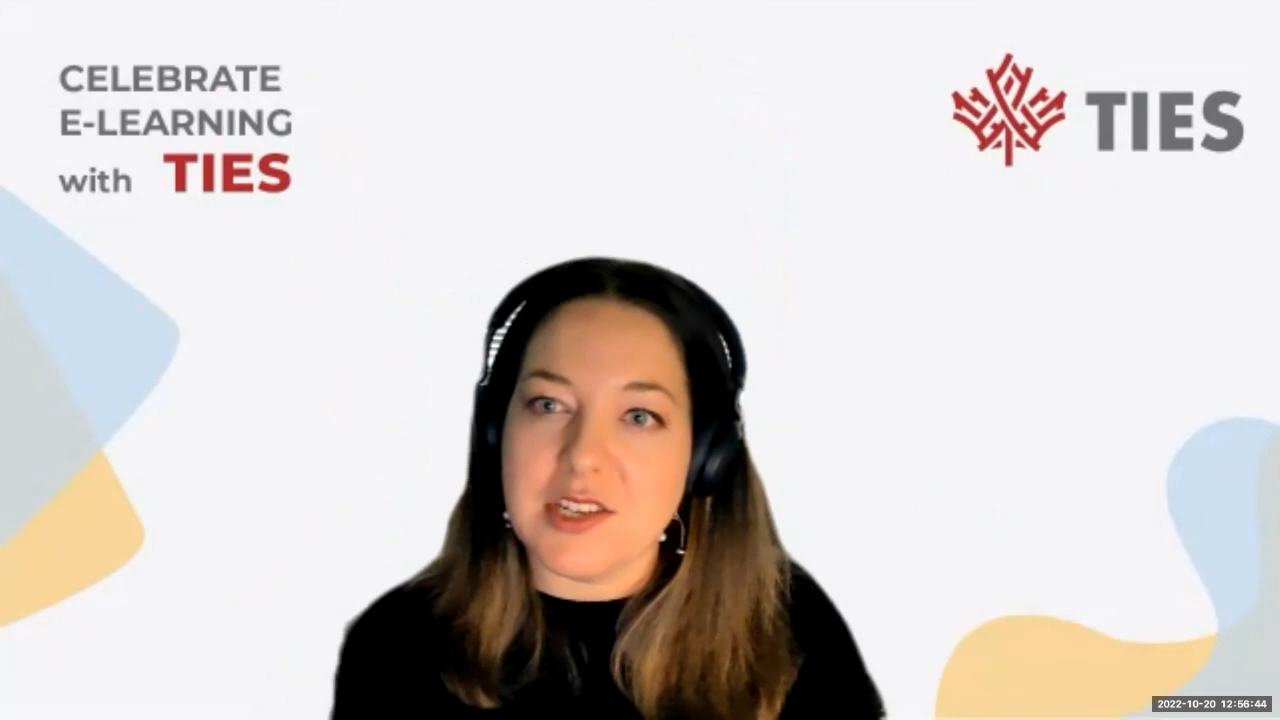 CELEBRATE
E-LEARNING
with TIES
TIES
2022-10-20 12:56:44